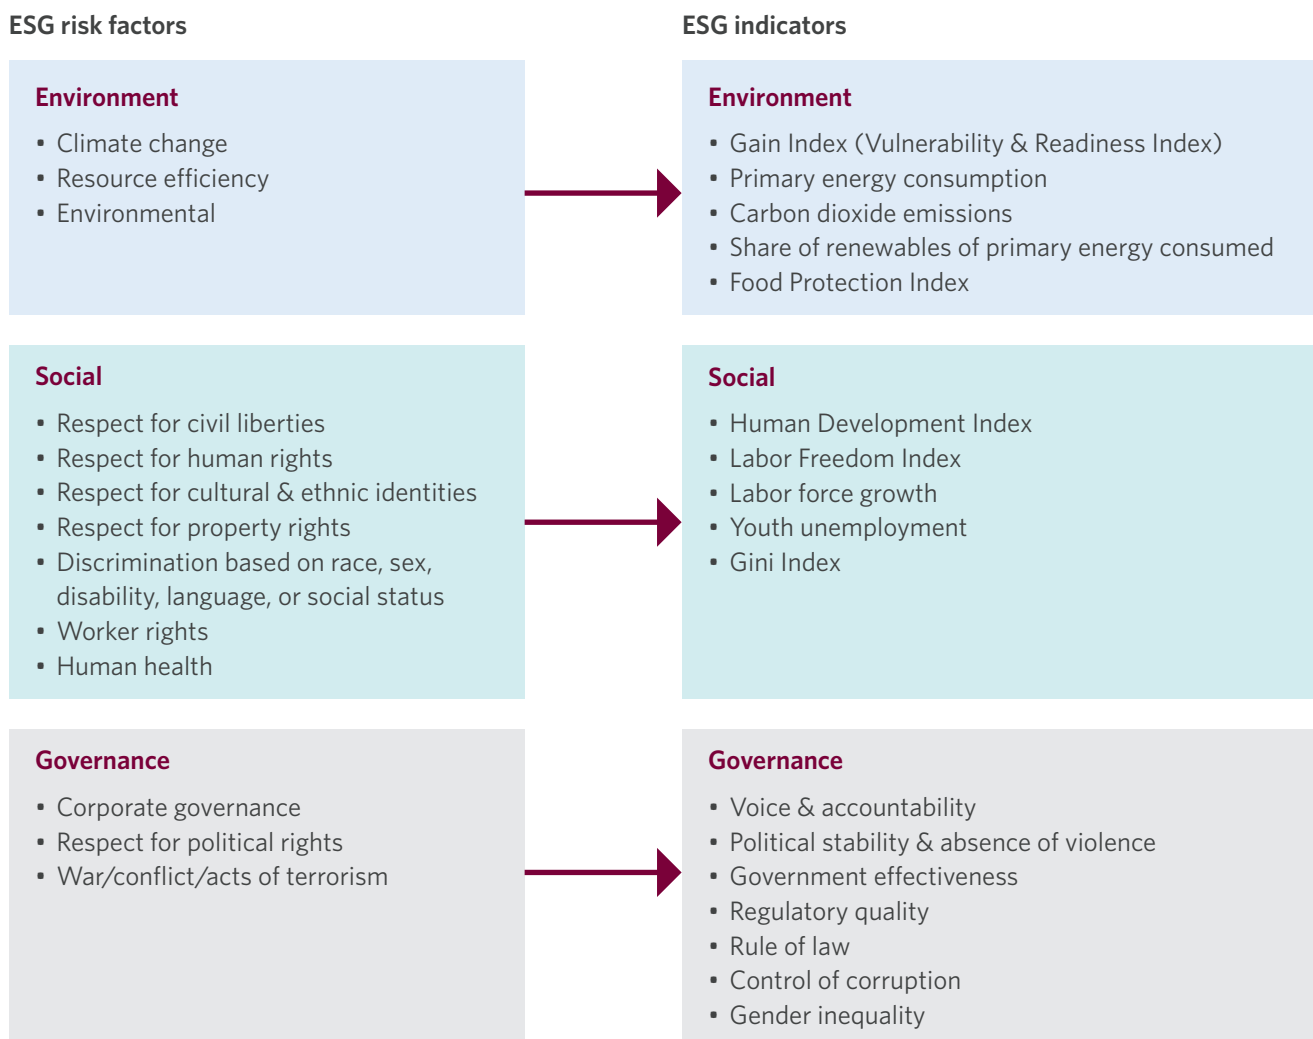 ESG risk factors
Environment
• Climate change
• Resource efficiency
• Environmental
Social
• Respect for civil liberties
• Respect for human rights
• Respect for cultural & ethnic identities
• Respect for property rights
• Discrimination based on race, sex,
disability, language, or social status
• Worker rights
• Human health
Governance
• Corporate governance
• Respect for political rights
• War/conflict/acts of terrorism
ESG indicators
Environment
• Gain Index (Vulnerability & Readiness Index)
• Primary energy consumption
• Carbon dioxide emissions
• Share of renewables of primary energy consumed
• Food Protection Index
Social
• Human Development Index
• Labor Freedom Index
• Labor force growth
• Youth unemployment
• Gini Index
Governance
• Voice & accountability
• Political stability & absence of violence
• Government effectiveness
• Regulatory quality
• Rule of law
• Control of corruption
• Gender inequality